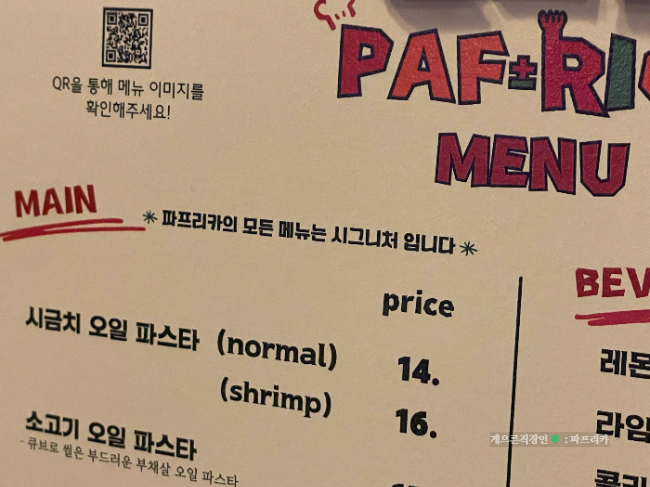 QR을 통해 메뉴 이미지를
확인해주세요!
MENU
MAIN
✳ 파프리카의 모든 메뉴는 시그니처 입니다 ✳
price
시금치 오일 파스타 (normal) 14.
(shrimp) 16.
소고기 오일 파스타
- 큐브로 썰은 부드러운 부채살 오일 파스타
레몬
라임
게으른직장인 : 파프리카